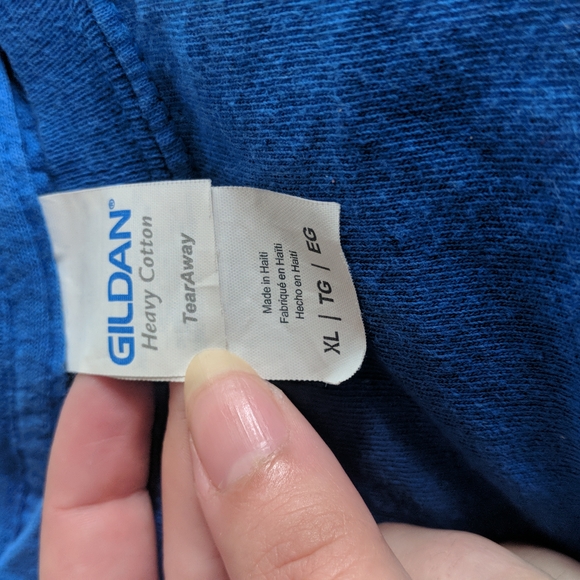 GILDAN®
Heavy Cotton
TearAway
Made in Haiti
Fabriqué en Haïti
Hecho en Haití
XL | TG | EG